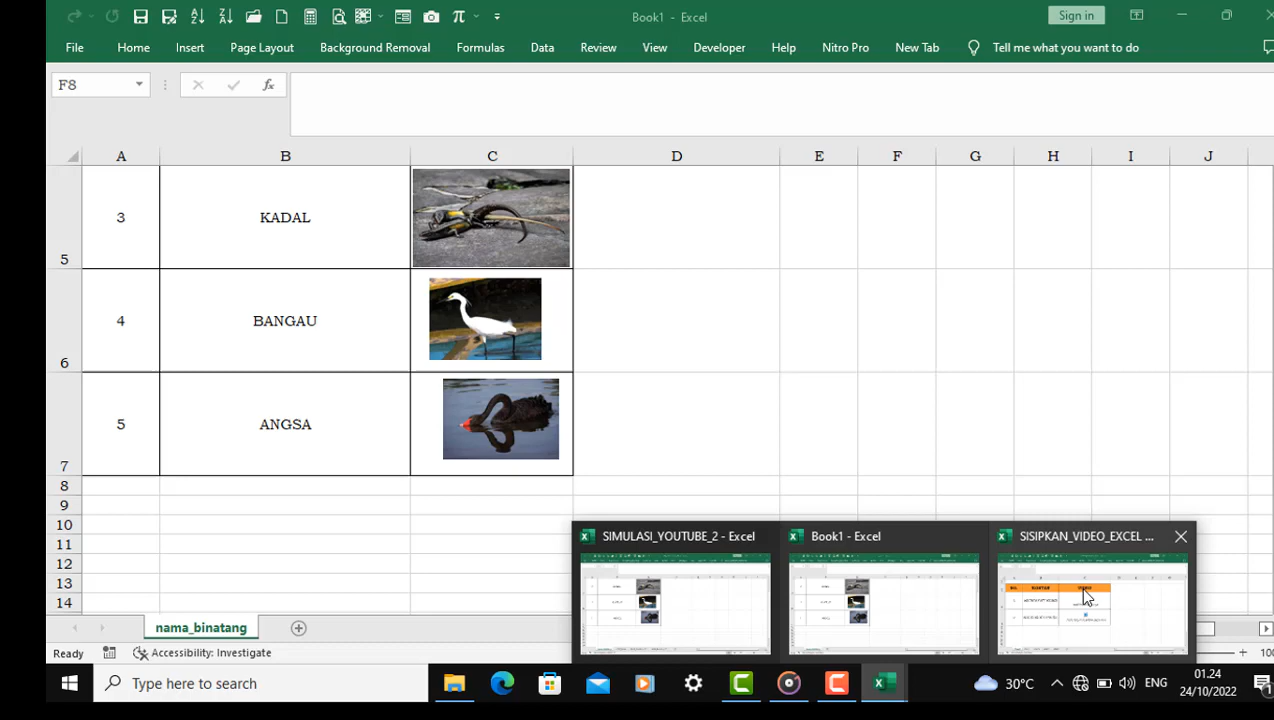 Book1 - Excel
Sign in
File Home Insert Page Layout Background Removal Formulas Data Review View Developer Help Nitro Pro New Tab Tell me what you want to do
F8 fx
A B C D E F G H I J
3 KADAL
5
4 BANGAU
6
5 ANGSA
7
8
9
10
11
12
13
14
SIMULASI_YOUTUBE_2 - Excel Book1 - Excel SISIPKAN_VIDEO_EXCEL ...
nama_binatang
Ready Accessibility: Investigate 100
Type here to search 30°C ENG 01.24
24/10/2022